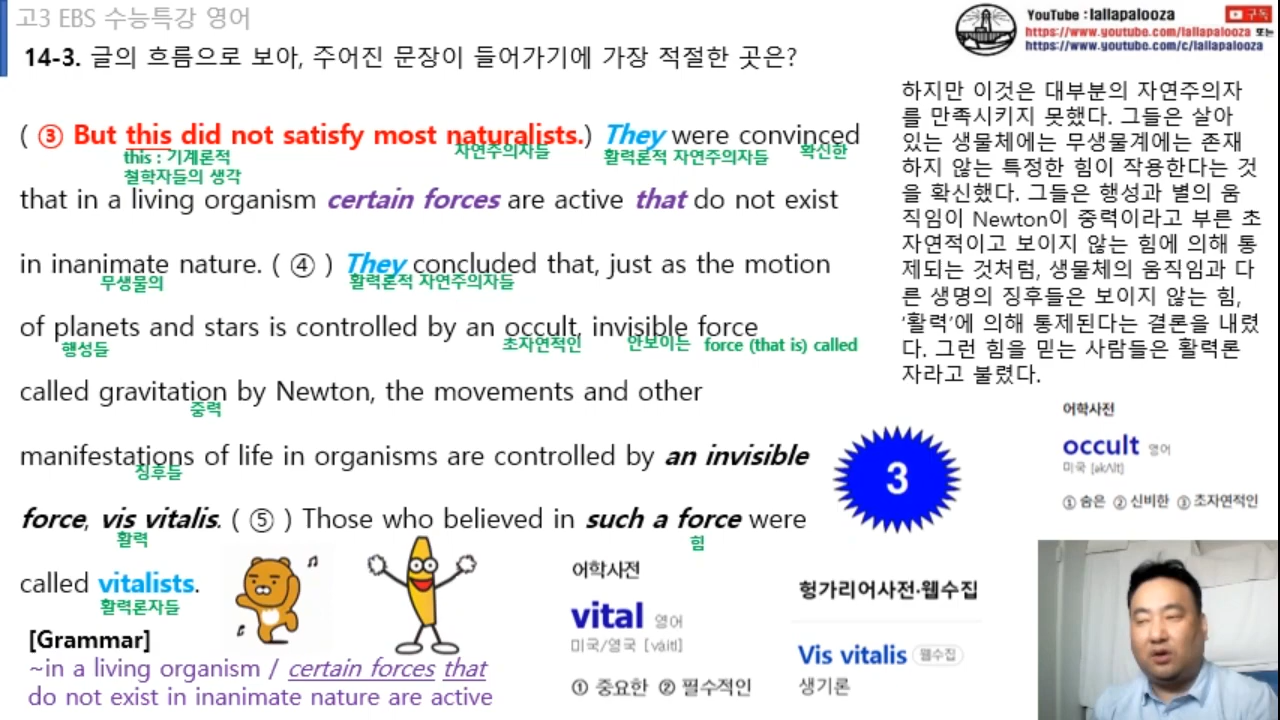 고3 EBS 수능특강 영어
14-3. 글의 흐름으로 보아, 주어진 문장이 들어가기에 가장 적절한 곳은?
YouTube : lallapalooza
구독
https://www.youtube.com/lallapalooza 또는
https://www.youtube.com/c/lallapalooza
( ③ But this did not satisfy most naturalists.) They were convinced
this : 기계론적
철학자들의 생각
자연주의자들
활력론적 자연주의자들
확신한
that in a living organism certain forces are active that do not exist
in inanimate nature. ( ④ ) They concluded that, just as the motion
무생물의
활력론적 자연주의자들
of planets and stars is controlled by an occult, invisible force
행성들
초자연적인
안보이는
force (that is) called
called gravitation by Newton, the movements and other
중력
manifestations of life in organisms are controlled by an invisible
징후들
force, vis vitalis. ( ⑤ ) Those who believed in such a force were
활력
힘
called vitalists.
활력론자들
[Grammar]
~in a living organism / certain forces that
do not exist in inanimate nature are active
하지만 이것은 대부분의 자연주의자
를 만족시키지 못했다. 그들은 살아
있는 생물체에는 무생물계에는 존재
하지 않는 특정한 힘이 작용한다는 것
을 확신했다. 그들은 행성과 별의 움
직임이 Newton이 중력이라고 부른 초
자연적이고 보이지 않는 힘에 의해 통
제되는 것처럼, 생물체의 움직임과 다
른 생명의 징후들은 보이지 않는 힘,
‘활력’에 의해 통제된다는 결론을 내렸
다. 그런 힘을 믿는 사람들은 활력론
자라고 불렸다.
어학사전
occult 영어
미국 [əkʌlt]
① 숨은 ② 신비한 ③ 초자연적인
3
어학사전
vital 영어
미국/영국 [váitl]
① 중요한 ② 필수적인
헝가리어사전·웹수집
Vis vitalis 웹수집
생기론